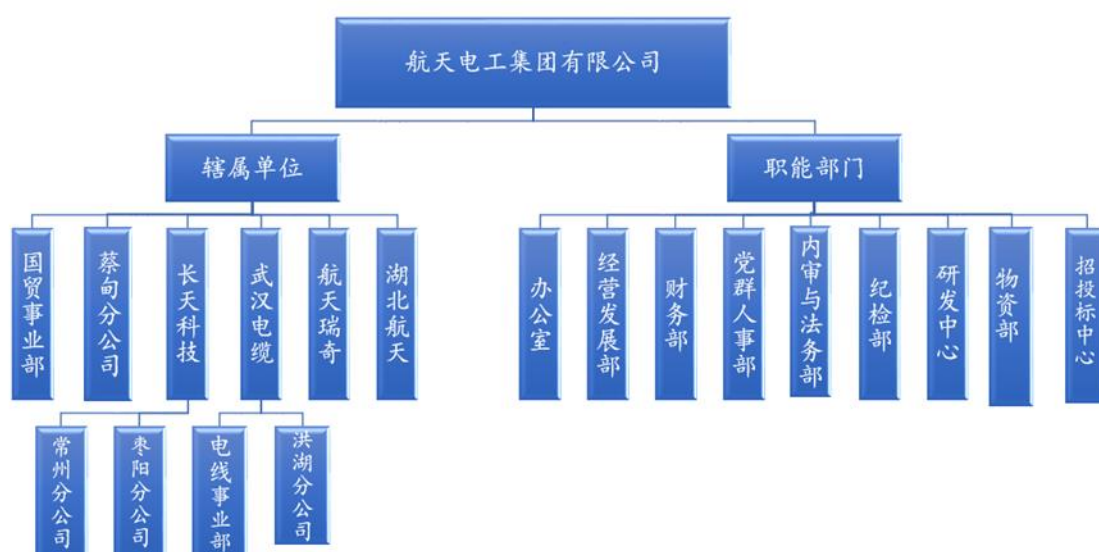 航天电工集团有限公司
辖属单位
职能部门
国贸事业部
蔡甸分公司
长天科技
武汉电缆
航天瑞奇
湖北航天
办公室
经营发展部
财务部
党群人事部
内审与法务部
纪检部
研发中心
物资部
招投标中心
常州分公司
枣阳分公司
电线事业部
洪湖分公司